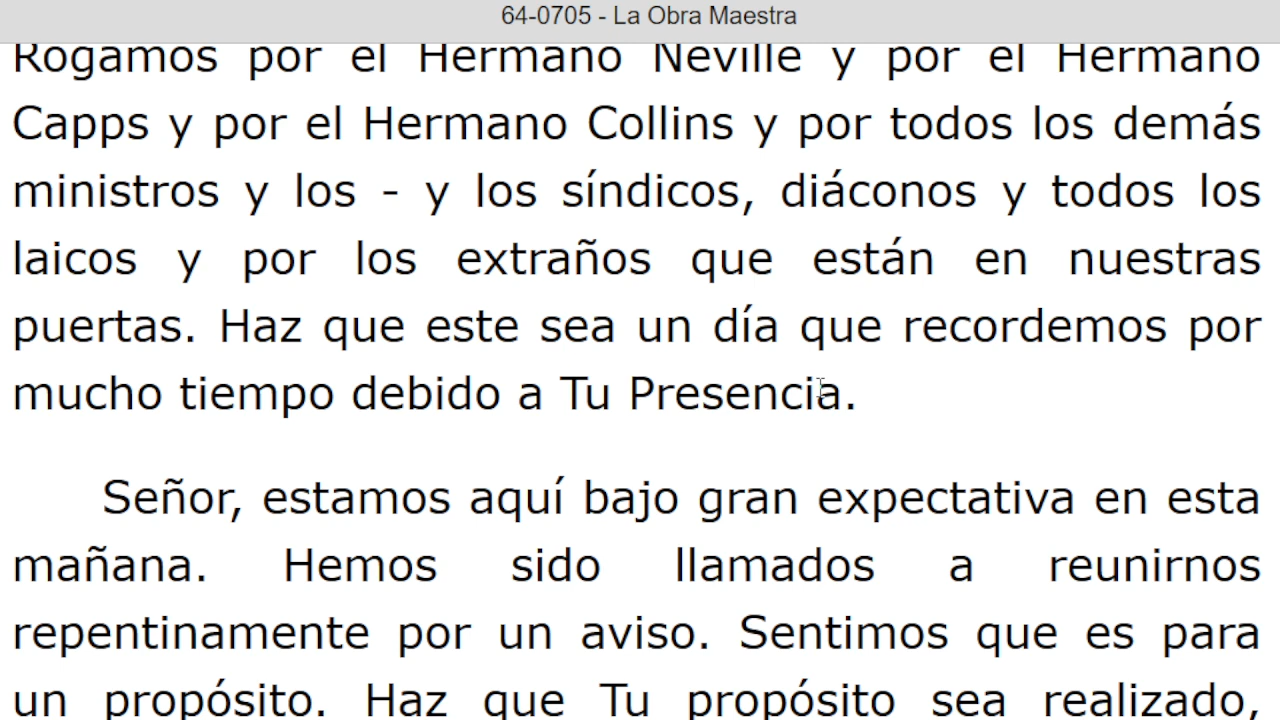 64-0705 - La Obra Maestra
Rogamos por el Hermano Neville y por el Hermano
Capps y por el Hermano Collins y por todos los demás
ministros y los - y los síndicos, diáconos y todos los
laicos y por los extraños que están en nuestras
puertas. Haz que este sea un día que recordemos por
mucho tiempo debido a Tu Presencia.
Señor, estamos aquí bajo gran expectativa en esta
mañana. Hemos sido llamados a reunirnos
repentinamente por un aviso. Sentimos que es para
un propósito. Haz que Tu propósito sea realizado,